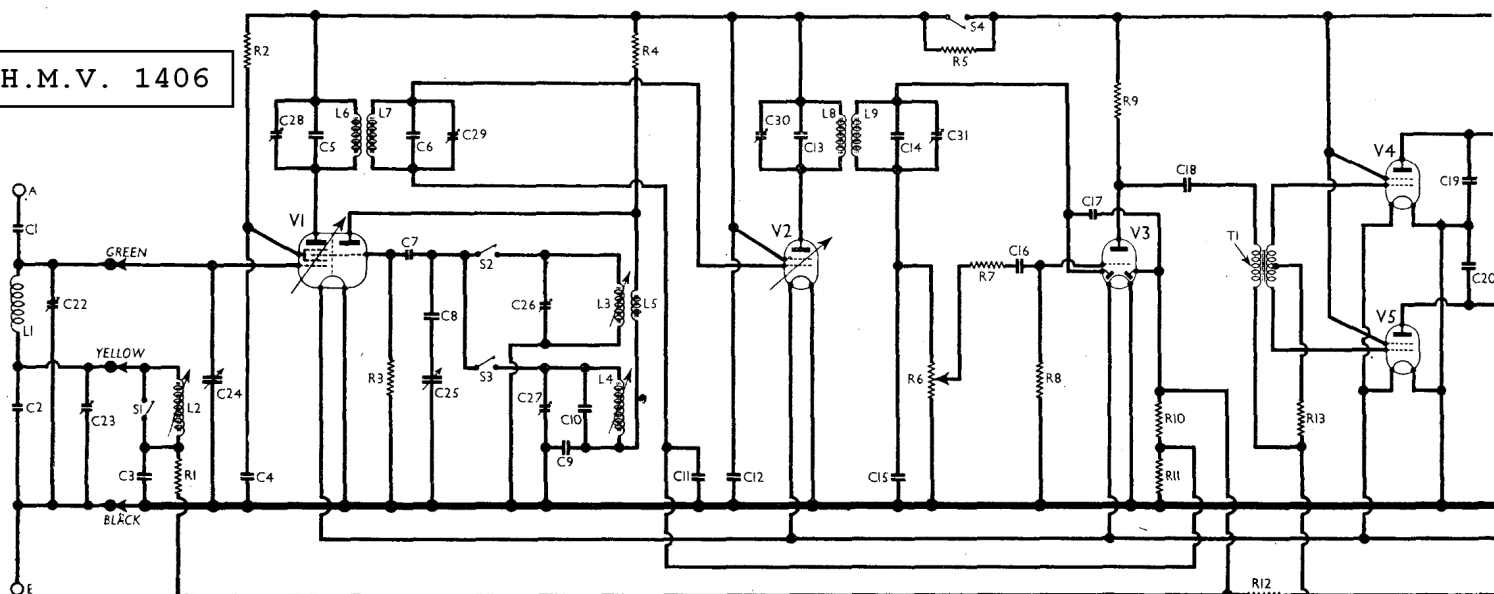 H.M.V. 1406
R2
R4
S4
R5
C28
C5
L6
L7
C6
C29
C30
C13
L8
L9
C14
C31
R9
V4
C19
A
C1
GREEN
V1
C7
S2
V2
C17
V3
C18
R7
C16
T1
C20
L1
C22
C8
C26
L3
L5
V5
YELLOW
R3
C25
S3
L4
R6
R8
C2
C23
S1
L2
C24
C27
C10
R10
R13
C3
R1
C4
C9
C11
C12
C15
R11
BLACK
E
R12